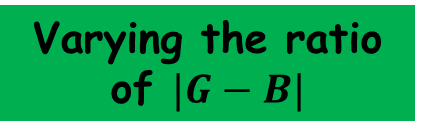 Varying the ratio
of |G − B|